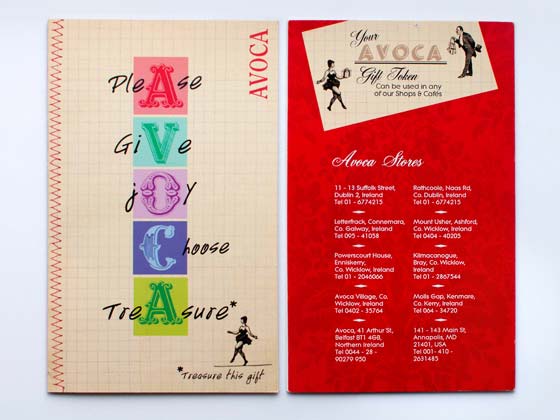 AVOCA
PleAse
GiVe
jOy
Choose
TreAsure*
*Treasure this gift
Your
AVOCA
Gift Token
Can be used in any
of our Shops & Cafés
Avoca Stores
11 - 13 Suffolk Street,
Dublin 2, Ireland
Tel 01 - 6774215
Letterfrack, Connemara,
Co. Galway, Ireland
Tel 095 - 41058
Powerscourt House,
Enniskerry,
Co. Wicklow, Ireland
Tel 01 - 2046066
Avoca Village, Co.
Wicklow, Ireland
Tel 0402 - 35764
Avoca, 41 Arthur St,
Belfast BT1 4GB,
Northern Ireland
Tel 0044 - 28 -
90279 950
Rathcoole, Naas Rd,
Co. Dublin, Ireland
Tel 01 - 6774215
Mount Usher, Ashford,
Co. Wicklow, Ireland
Tel 0404 - 40205
Kilmacanogue,
Bray, Co. Wicklow,
Ireland
Tel 01 - 2867544
Molls Gap, Kenmare,
Co. Kerry, Ireland
Tel 064 - 34720
141 - 143 Main St,
Annapolis, MD
21401, USA
Tel 001 - 410 -
2631485